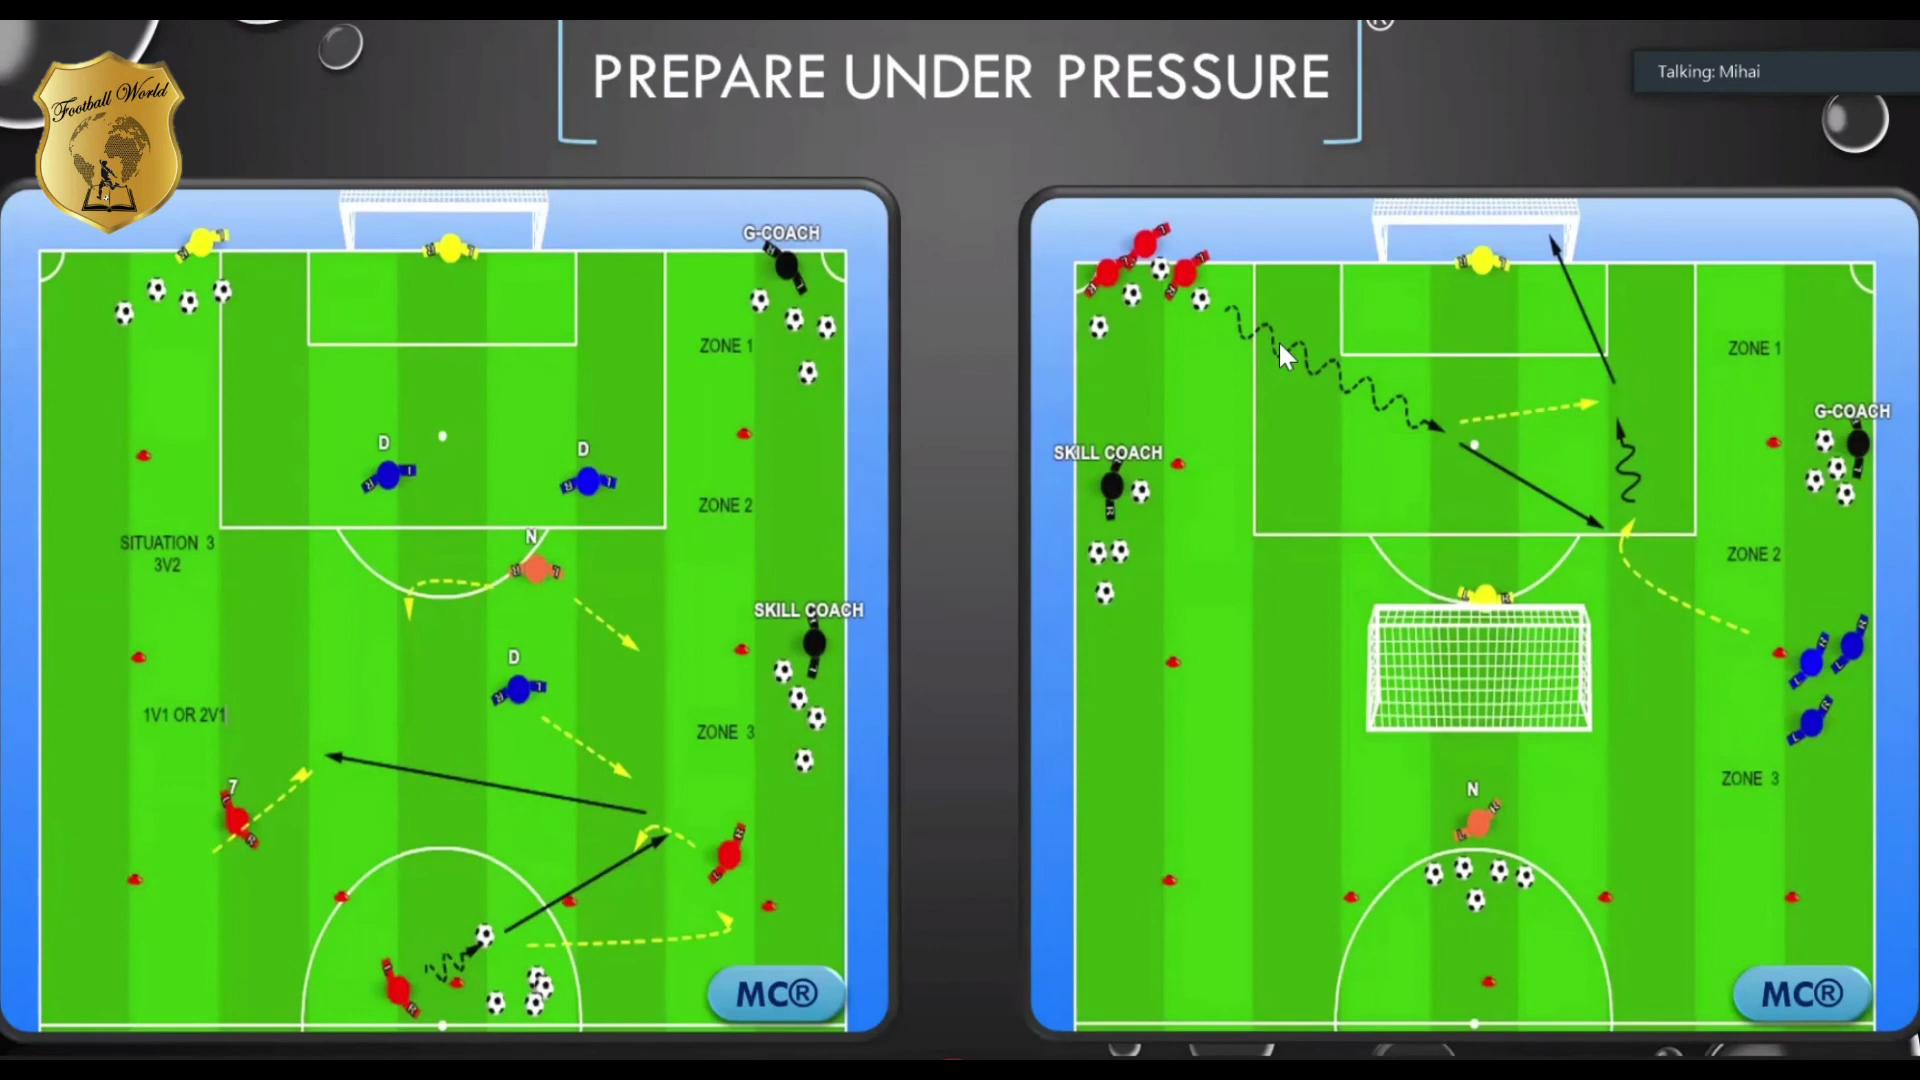 ®
PREPARE UNDER PRESSURE
Talking: Mihai
Football World
G-COACH
ZONE 1
D
D
ZONE 2
N
SITUATION 3
3V2
SKILL COACH
D
1V1 OR 2V1
ZONE 3
7
MC®
ZONE 1
G-COACH
SKILL COACH
ZONE 2
ZONE 3
N
MC®